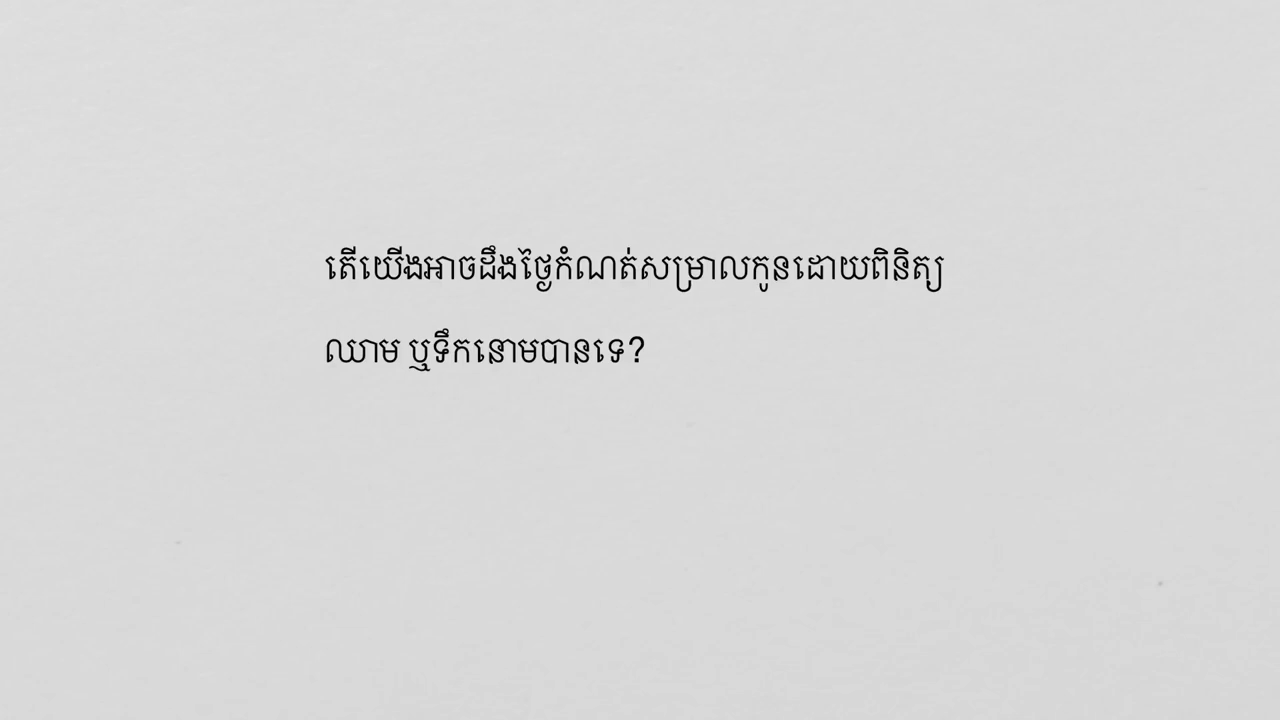 តើយើងអាចដឹងថ្ងៃកំណត់សម្រាលកូនដោយពិនិត្យ
ឈាម ឬទឹកនោមបានទេ?